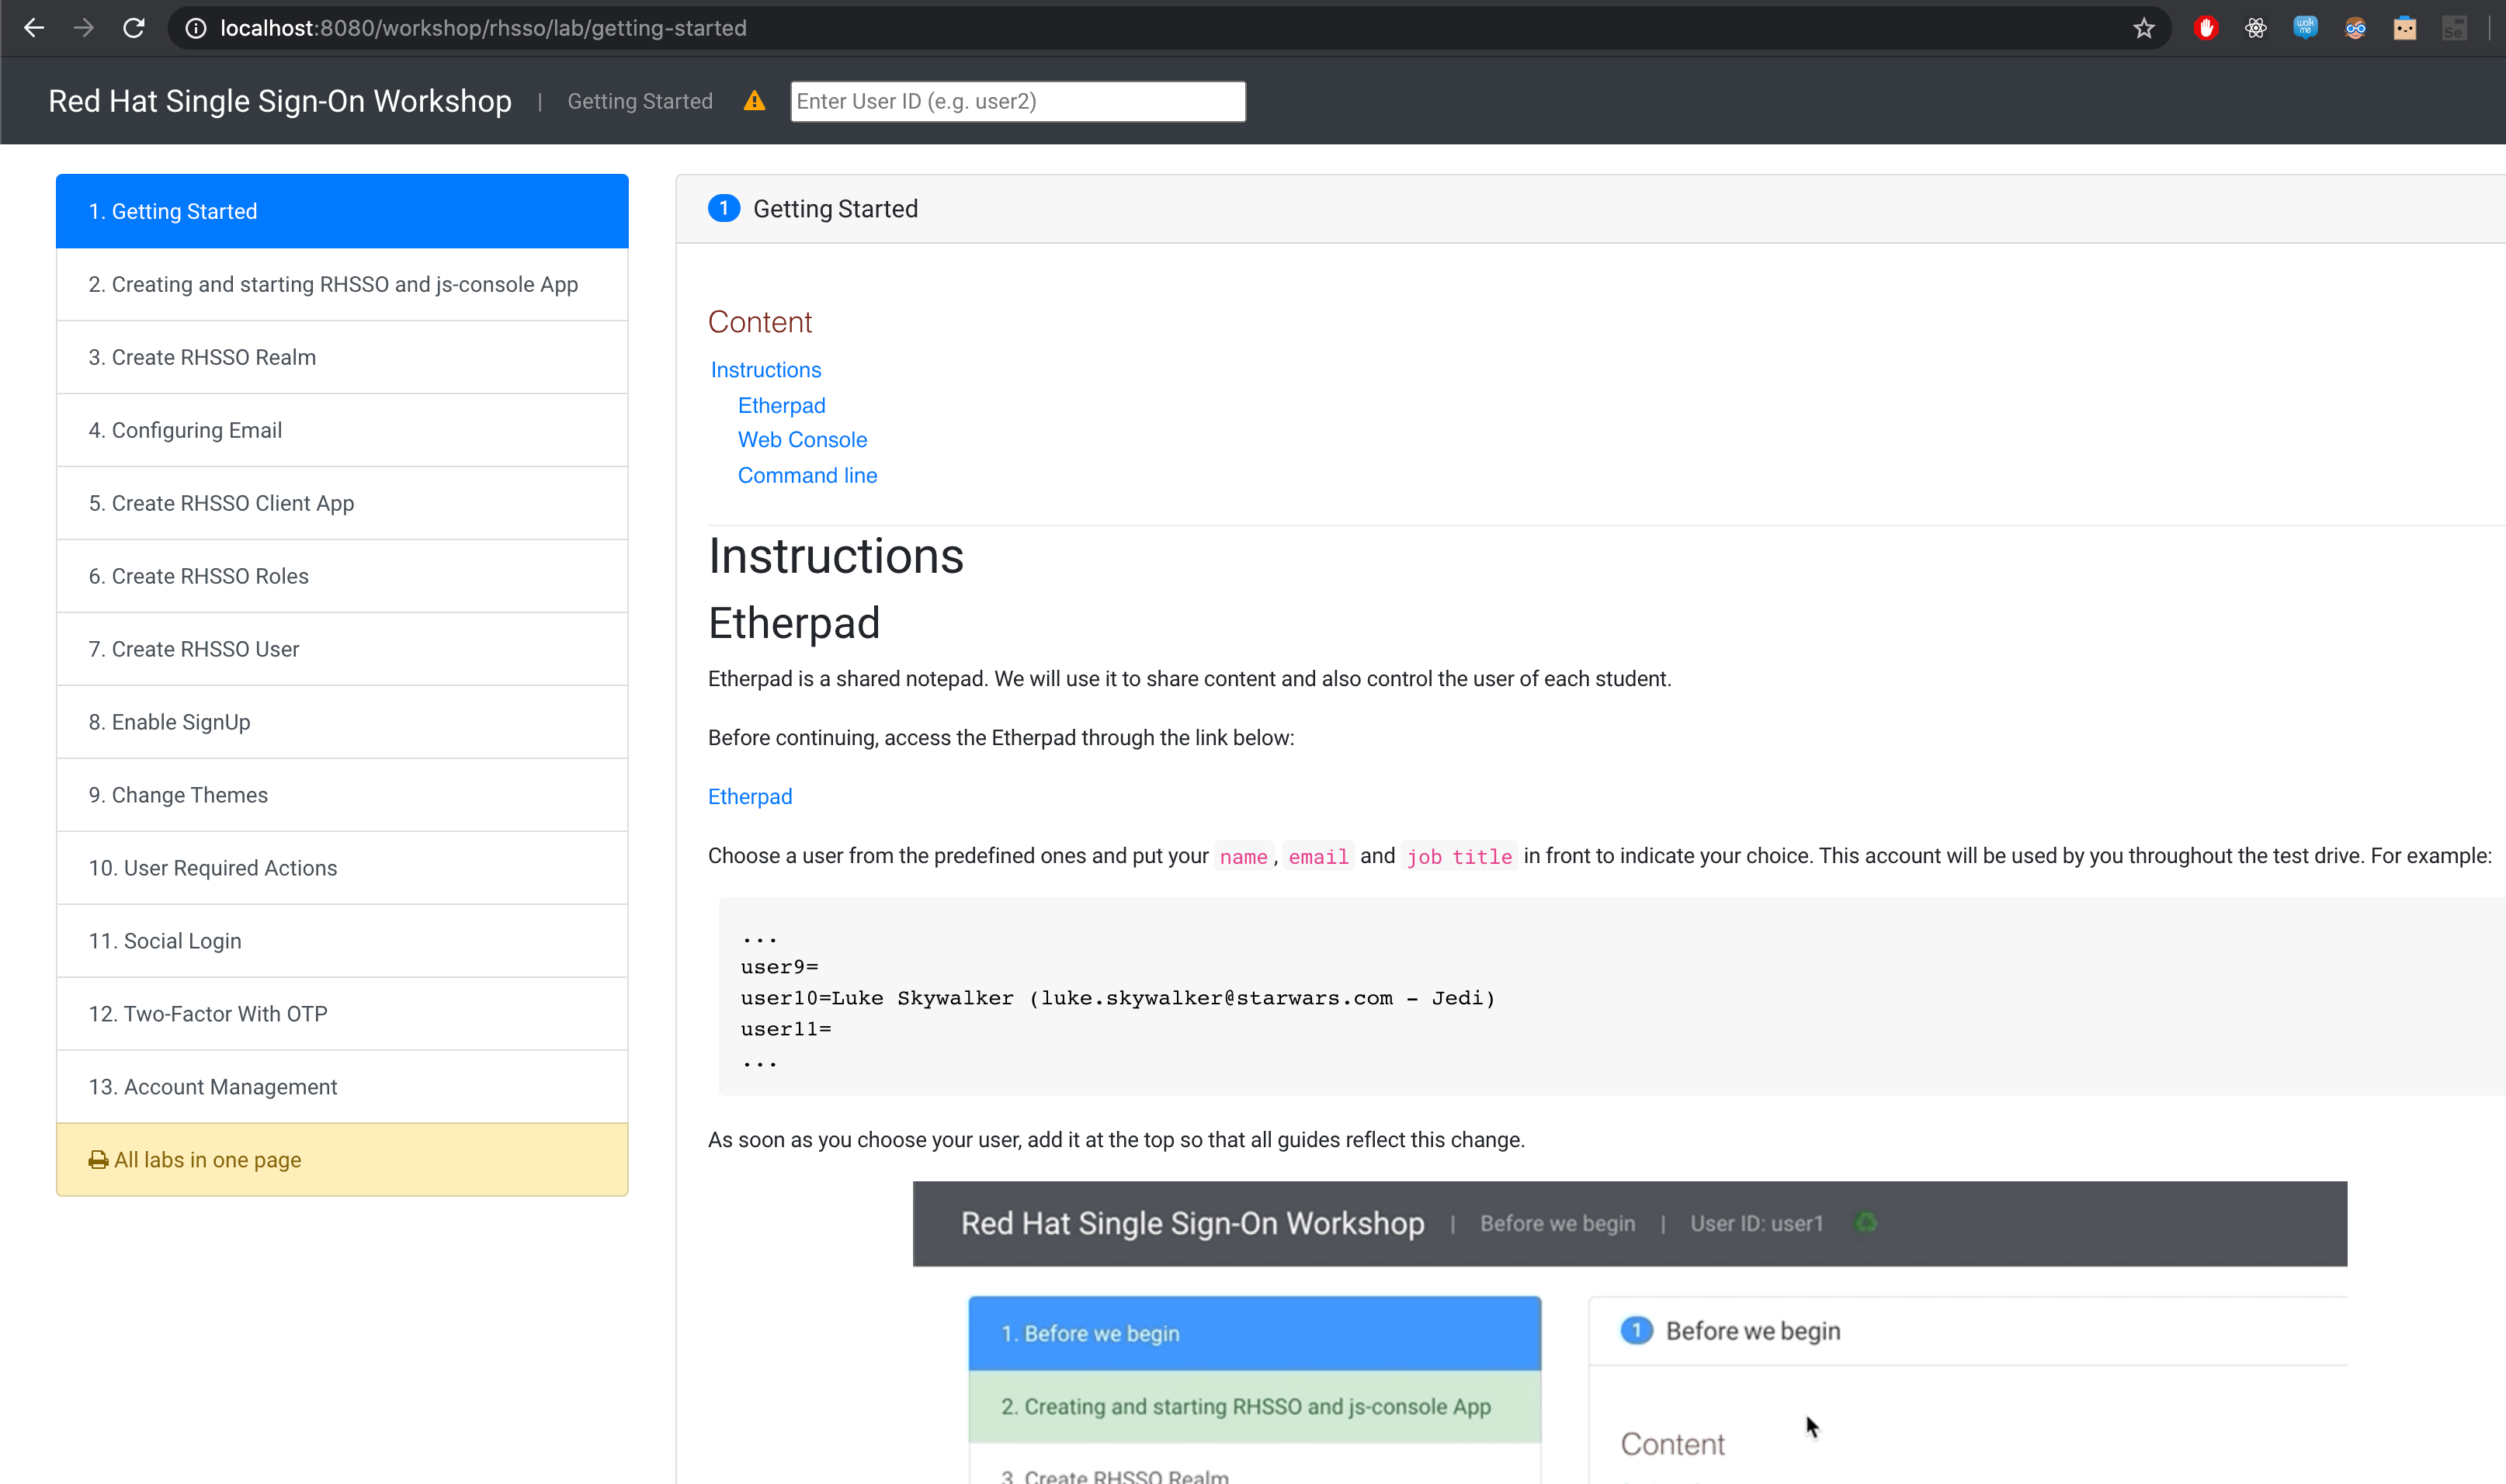 localhost:8080/workshop/rhsso/lab/getting-started
walk me
Se
Red Hat Single Sign-On Workshop | Getting Started Enter User ID (e.g. user2)
1. Getting Started
2. Creating and starting RHSSO and js-console App
3. Create RHSSO Realm
4. Configuring Email
5. Create RHSSO Client App
6. Create RHSSO Roles
7. Create RHSSO User
8. Enable SignUp
9. Change Themes
10. User Required Actions
11. Social Login
12. Two-Factor With OTP
13. Account Management
All labs in one page
1 Getting Started
Content
Instructions
Etherpad
Web Console
Command line
Instructions
Etherpad
Etherpad is a shared notepad. We will use it to share content and also control the user of each student.
Before continuing, access the Etherpad through the link below:
Etherpad
Choose a user from the predefined ones and put your name, email and job title in front to indicate your choice. This account will be used by you throughout the test drive. For example:
...
user9=
user10=Luke Skywalker (luke.skywalker@starwars.com - Jedi)
user11=
...
As soon as you choose your user, add it at the top so that all guides reflect this change.
Red Hat Single Sign-On Workshop | Before we begin | User ID: user1
1. Before we begin
2. Creating and starting RHSSO and js-console App
3. Create RHSSO Realm
1 Before we begin
Content